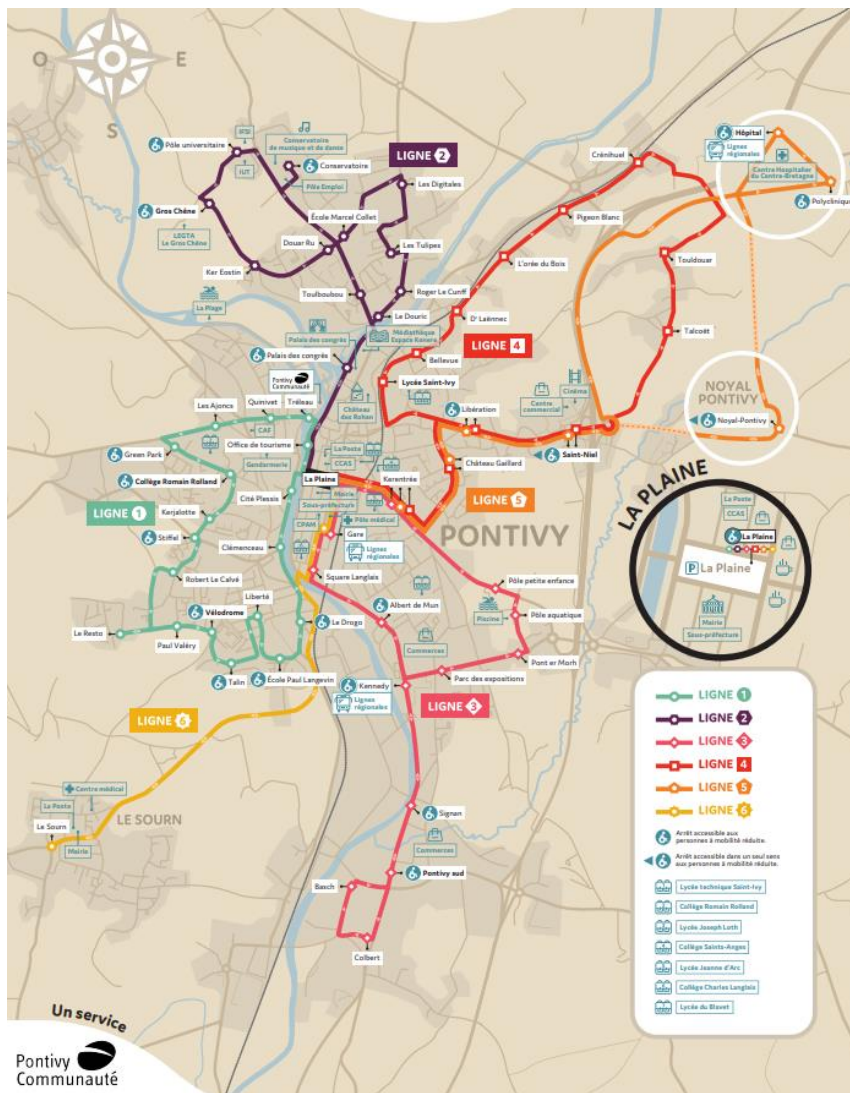 O
E
S
Pôle universitaire
IFSI
Conservatoire
de musique et de danse
LIGNE 2
Conservatoire
IUT
Pôle Emploi
Gros Chêne
LEGTA
Le Gros Chêne
École Marcel Collet
Les Digitales
Douar Ru
Les Tulipes
Ker Eostin
Toulboubou
Roger Le Cunff
Le Douric
La Plage
Crénihuel
Hôpital
Lignes
régionales
Centre Hospitalier
du Centre-Bretagne
Polyclinique
Pigeon Blanc
L'orée du Bois
Touldouar
Talcoët
Dr Laënnec
LIGNE 4
Palais des congrès
Médiathèque
Espace Kenere
Palais des congrès
Bellevue
Pontivy
Communauté
Lycée Saint-Ivy
Château
des Rohan
Les Ajoncs
Quinivet
Tréleau
CAF
Libération
Centre
commercial
Cinéma
NOYAL
PONTIVY
Noyal-Pontivy
Green Park
Office de tourisme
Gendarmerie
La Poste
CCAS
Saint-Niel
Château Gaillard
Collège Romain Rolland
La Plaine
Kerentrée
Mairie
Sous-préfecture
LIGNE 5
Cité Plessis
LIGNE 1
Kerjalotte
CPAM
Pôle médical
PONTIVY
Stiffel
Clémenceau
Gare
Lignes
régionales
Robert Le Calvé
Square Langlais
Pôle petite enfance
Vélodrome
Liberté
Albert de Mun
Piscine
Pôle aquatique
Le Resto
Le Drogo
Paul Valéry
Commerces
Pont er Morh
Talin
École Paul Langevin
Parc des expositions
Kennedy
Lignes
régionales
LIGNE 3
LIGNE 6
LA PLAINE
La Poste
CCAS
La Plaine
P La Plaine
Mairie
Sous-préfecture
Centre médical
La Poste
Le Sourn
LE SOURN
Mairie
Signan
Commerces
Pontivy sud
Basch
Colbert
LIGNE 1
LIGNE 2
LIGNE 3
LIGNE 4
LIGNE 5
LIGNE 6
Arrêt accessible aux
personnes à mobilité réduite.
Arrêt accessible dans un seul sens
aux personnes à mobilité réduite.
Lycée technique Saint-Ivy
Collège Romain Rolland
Lycée Joseph Loth
Collège Saints-Anges
Lycée Jeanne d'Arc
Collège Charles Langlais
Lycée du Blavet
Un service
Pontivy
Communauté